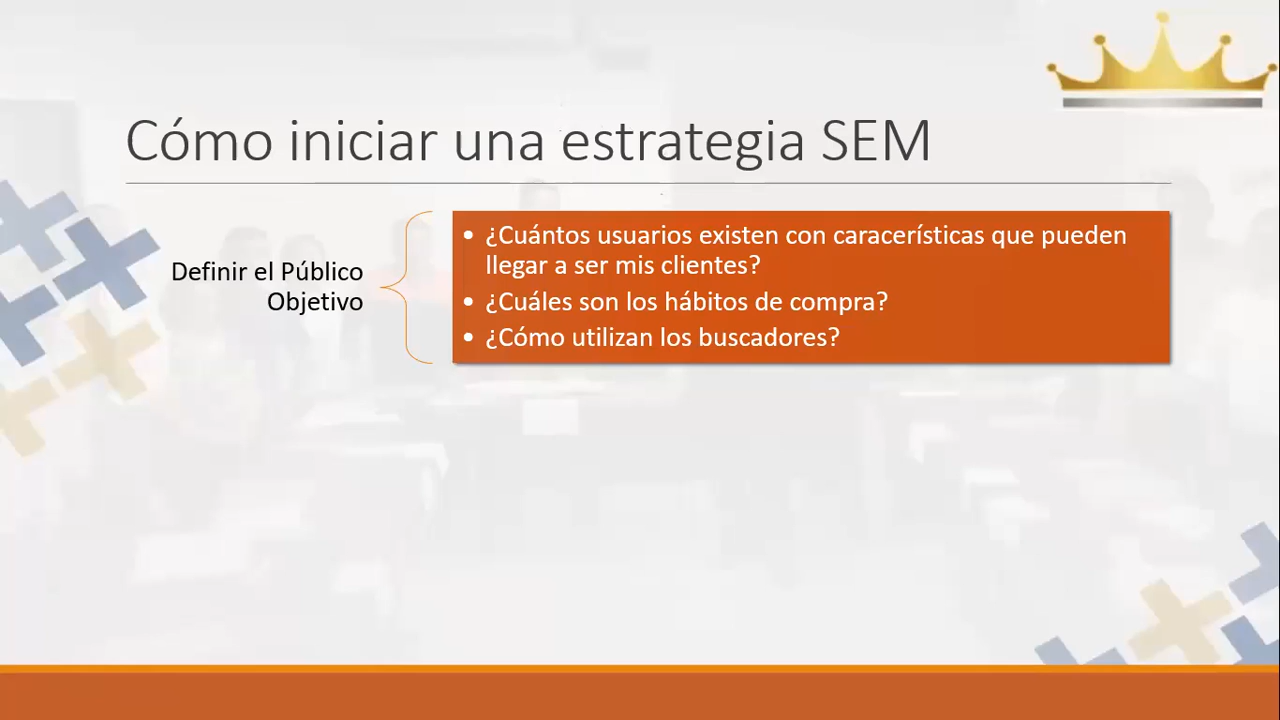 Cómo iniciar una estrategia SEM
Definir el Público
Objetivo
• ¿Cuántos usuarios existen con caracerísticas que pueden
llegar a ser mis clientes?
• ¿Cuáles son los hábitos de compra?
• ¿Cómo utilizan los buscadores?